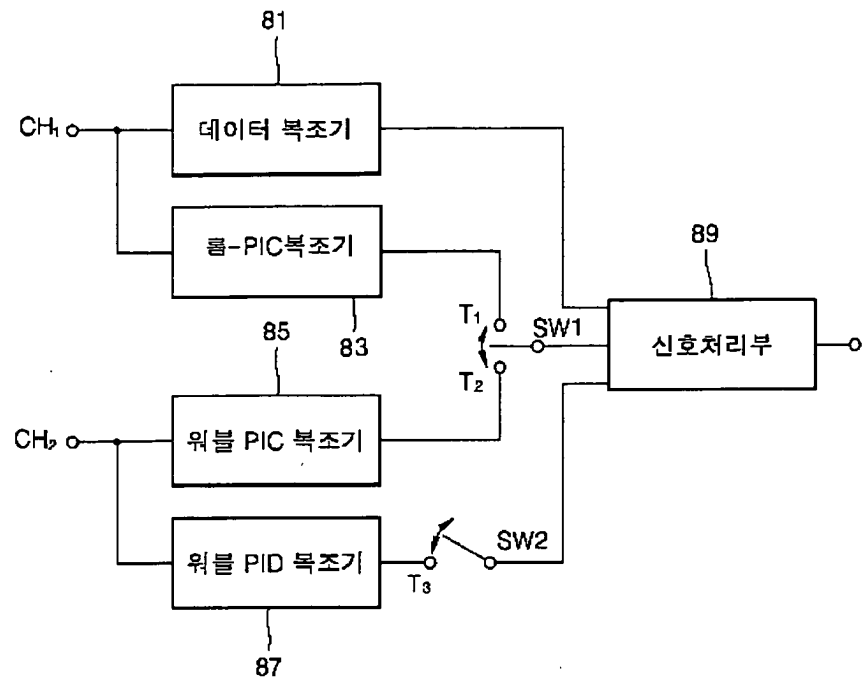 81
CH₁
데이터 복조기
롬-PIC복조기
83
T₁
SW1
T₂
89
신호처리부
85
CH₂
워블 PIC 복조기
워블 PID 복조기
T₃
SW2
87